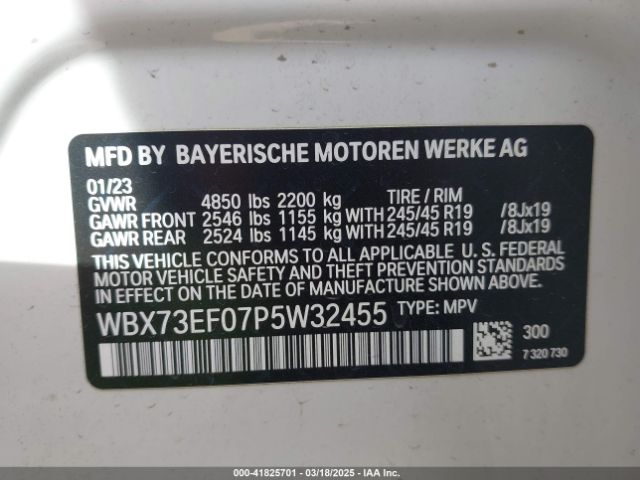 MFD BY BAYERISCHE MOTOREN WERKE AG
01/23
GVWR 4850 lbs 2200 kg TIRE / RIM
GAWR FRONT 2546 lbs 1155 kg WITH 245/45 R19 /8Jx19
GAWR REAR 2524 lbs 1145 kg WITH 245/45 R19 /8Jx19
THIS VEHICLE CONFORMS TO ALL APPLICABLE U. S. FEDERAL
MOTOR VEHICLE SAFETY AND THEFT PREVENTION STANDARDS
IN EFFECT ON THE DATE OF MANUFACTURE SHOWN ABOVE.
WBX73EF07P5W32455 TYPE: MPV
300
7 320 730
000-41825701 - 03/18/2025 - IAAI.COM